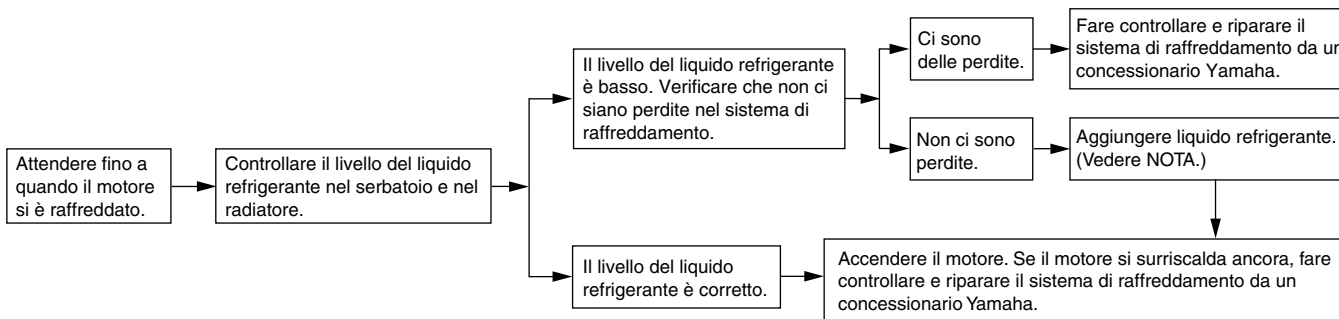 Attendere fino a
quando il motore
si è raffreddato.
Controllare il livello del liquido
refrigerante nel serbatoio e nel
radiatore.
Il livello del liquido refrigerante
è basso. Verificare che non ci
siano perdite nel sistema di
raffreddamento.
Ci sono
delle perdite.
Fare controllare e riparare il
sistema di raffreddamento da un
concessionario Yamaha.
Non ci sono
perdite.
Aggiungere liquido refrigerante.
(Vedere NOTA.)
Il livello del liquido
refrigerante è corretto.
Accendere il motore. Se il motore si surriscalda ancora, fare
controllare e riparare il sistema di raffreddamento da un
concessionario Yamaha.